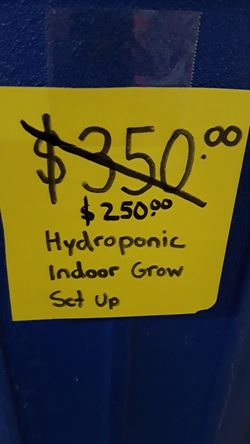 $350.00
$250.00
Hydroponic
Indoor Grow
Set Up